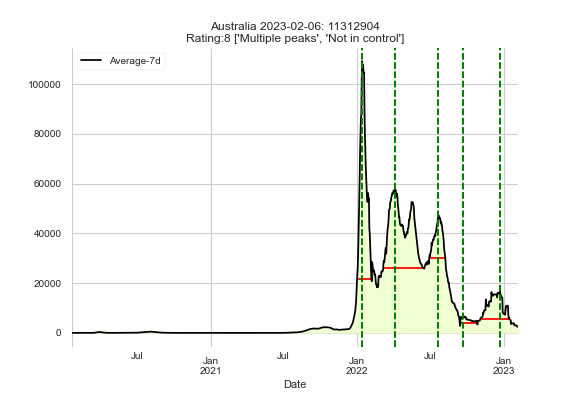 Australia 2023-02-06: 11312904
Rating:8 ['Multiple peaks', 'Not in control']
Average-7d
100000
80000
60000
40000
20000
0
Jul
Jan
2021
Jul
Jan
2022
Jul
Jan
2023
Date